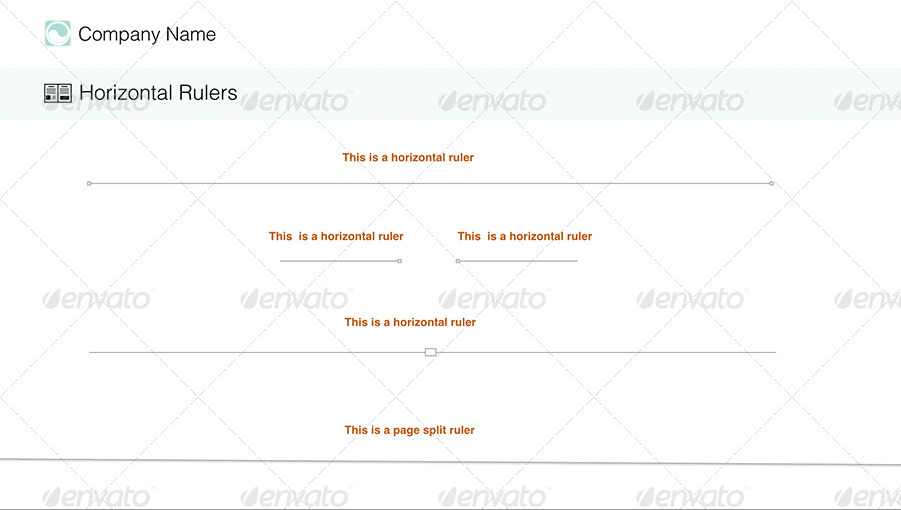 Company Name
Horizontal Rulers
envato envato envato envato envato
This is a horizontal ruler
This  is a horizontal ruler This  is a horizontal ruler
envato envato envato envato envato
This is a horizontal ruler
This is a page split ruler
envato envato envato envato envato